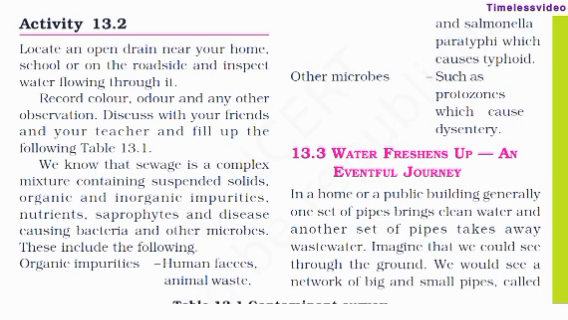 Timelessvideo
Activity 13.2
Locate an open drain near your home,
school or on the roadside and inspect
water flowing through it.
Record colour, odour and any other
observation. Discuss with your friends
and your teacher and fill up the
following Table 13.1.
We know that sewage is a complex
mixture containing suspended solids,
organic and inorganic impurities,
nutrients, saprophytes and disease
causing bacteria and other microbes.
These include the following.
Organic impurities –Human faeces,
animal waste.
and salmonella
paratyphi which
causes typhoid.
Other microbes – Such as
protozones
which cause
dysentery.
13.3 WATER FRESHENS UP — AN
EVENTFUL JOURNEY
In a home or a public building generally
one set of pipes brings clean water and
another set of pipes takes away
wastewater. Imagine that we could see
through the ground. We would see a
network of big and small pipes, called